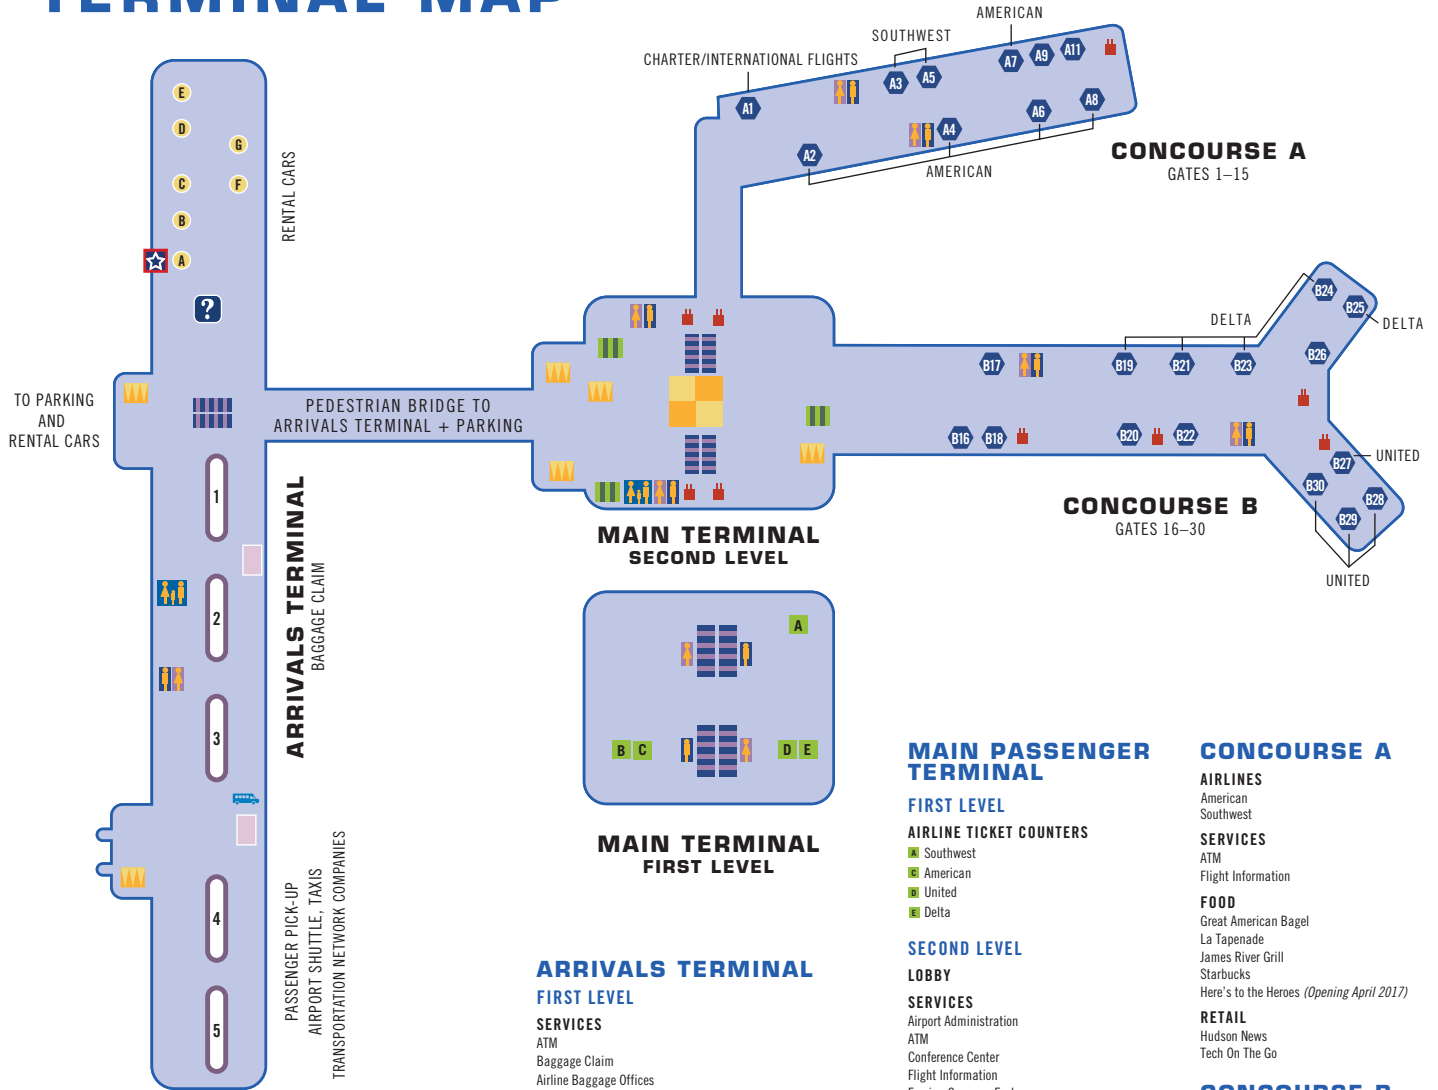 TERMINAL MAP
AMERICAN
SOUTHWEST
CHARTER/INTERNATIONAL FLIGHTS
A1
A3
A5
A7
A9
A11
A2
A4
A6
A8
AMERICAN
CONCOURSE A
GATES 1–15
E
D
G
C
F
B
A
?
RENTAL CARS
TO PARKING
AND
RENTAL CARS
PEDESTRIAN BRIDGE TO
ARRIVALS TERMINAL + PARKING
B24
B25
DELTA
DELTA
B17
B19
B21
B23
B26
B16
B18
B20
B22
B27
UNITED
B30
B28
B29
UNITED
CONCOURSE B
GATES 16–30
MAIN TERMINAL
SECOND LEVEL
1
2
3
4
5
ARRIVALS TERMINAL
BAGGAGE CLAIM
A
B
C
D
E
MAIN TERMINAL
FIRST LEVEL
PASSENGER PICK-UP
AIRPORT SHUTTLE, TAXIS
TRANSPORTATION NETWORK COMPANIES
ARRIVALS TERMINAL
FIRST LEVEL
SERVICES
ATM
Baggage Claim
Airline Baggage Offices
MAIN PASSENGER
TERMINAL
FIRST LEVEL
AIRLINE TICKET COUNTERS
A Southwest
C American
D United
E Delta
SECOND LEVEL
LOBBY
SERVICES
Airport Administration
ATM
Conference Center
Flight Information
CONCOURSE A
AIRLINES
American
Southwest
SERVICES
ATM
Flight Information
FOOD
Great American Bagel
La Tapenade
James River Grill
Starbucks
Here's to the Heroes (Opening April 2017)
RETAIL
Hudson News
Tech On The Go
CONCOURSE B